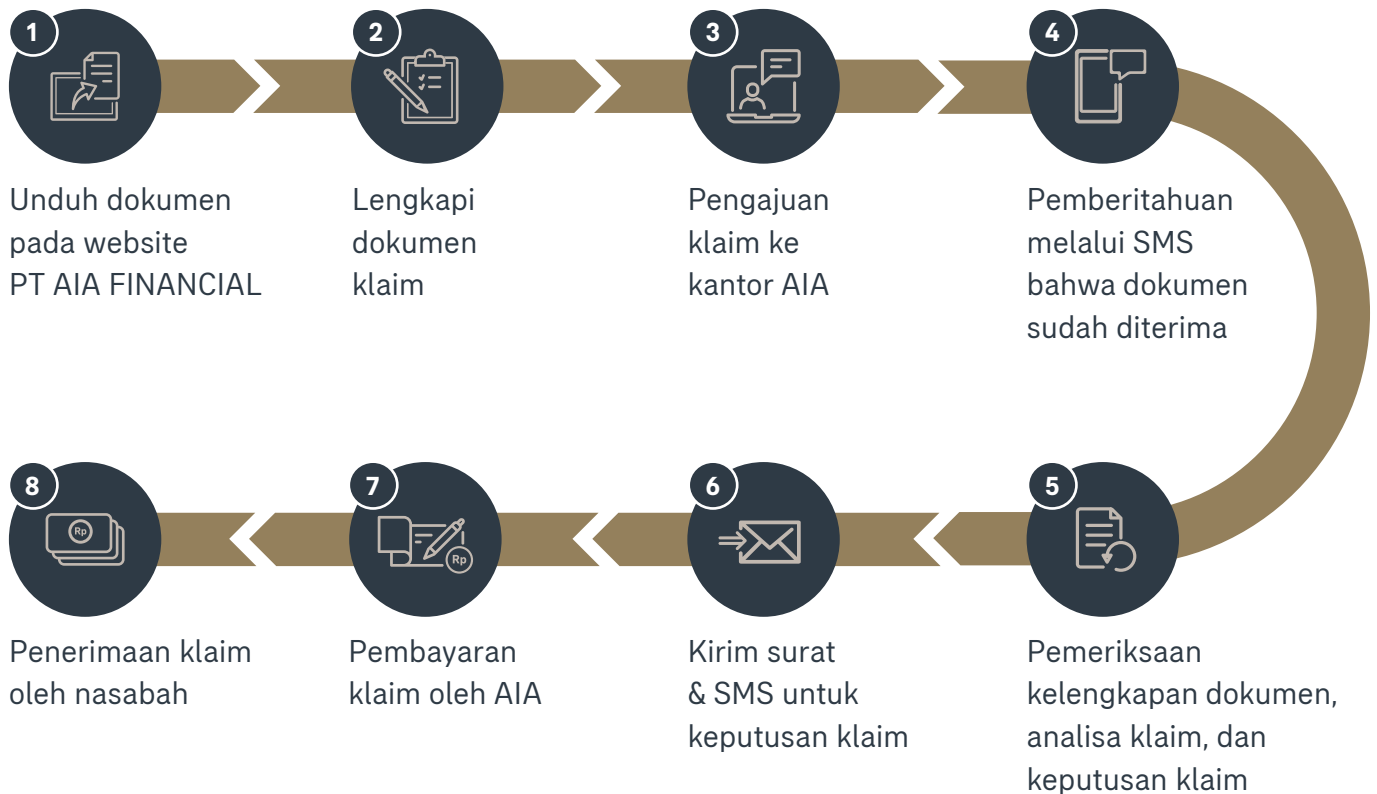 1
Unduh dokumen
pada website
PT AIA FINANCIAL
2
Lengkapi
dokumen
klaim
3
Pengajuan
klaim ke
kantor AIA
4
Pemberitahuan
melalui SMS
bahwa dokumen
sudah diterima
5
Pemeriksaan
kelengkapan dokumen,
analisa klaim, dan
keputusan klaim
6
Kirim surat
& SMS untuk
keputusan klaim
7
Rp
Pembayaran
klaim oleh AIA
8
Rp
Penerimaan klaim
oleh nasabah